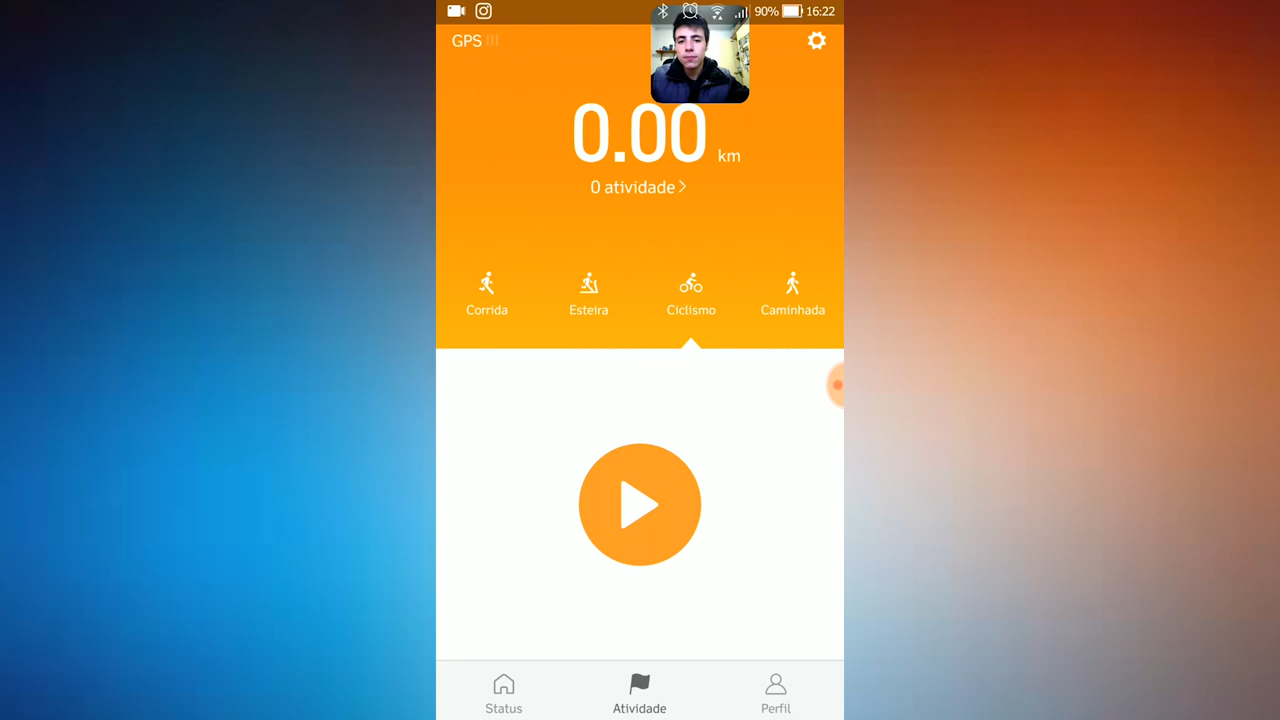 90% 16:22
GPS
0.00 km
0 atividade
Corrida Esteira Ciclismo Caminhada
Status Atividade Perfil